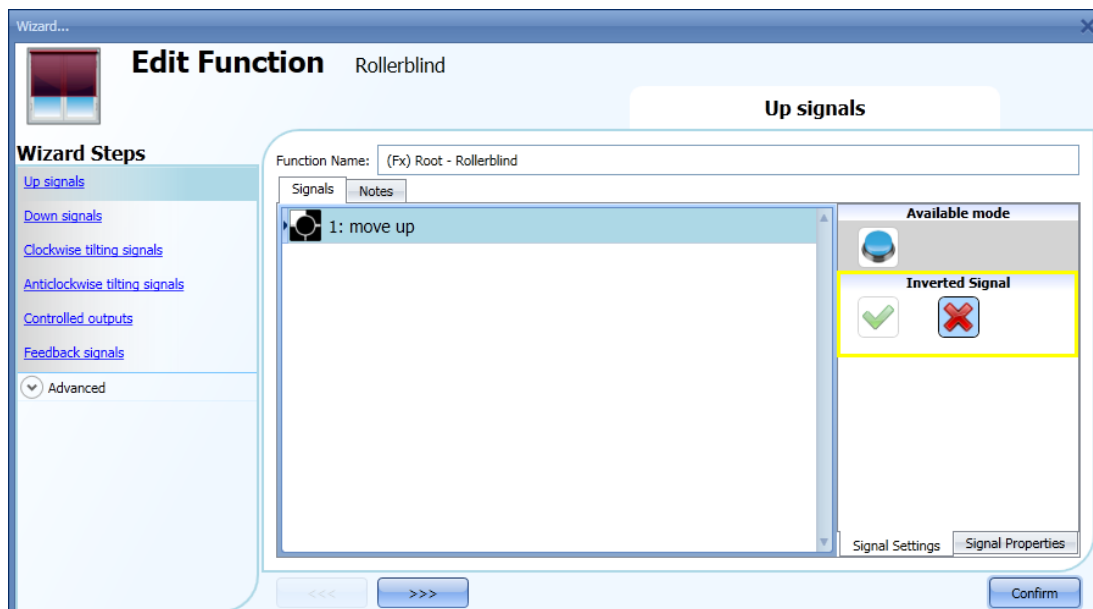 Wizard...
Edit Function Rollerblind
Up signals
Wizard Steps
Up signals
Down signals
Clockwise tilting signals
Anticlockwise tilting signals
Controlled outputs
Feedback signals
Advanced
Function Name: (Fx) Root - Rollerblind
Signals Notes
1: move up
Available mode
Inverted Signal
Signal Settings Signal Properties
<<< >>> Confirm